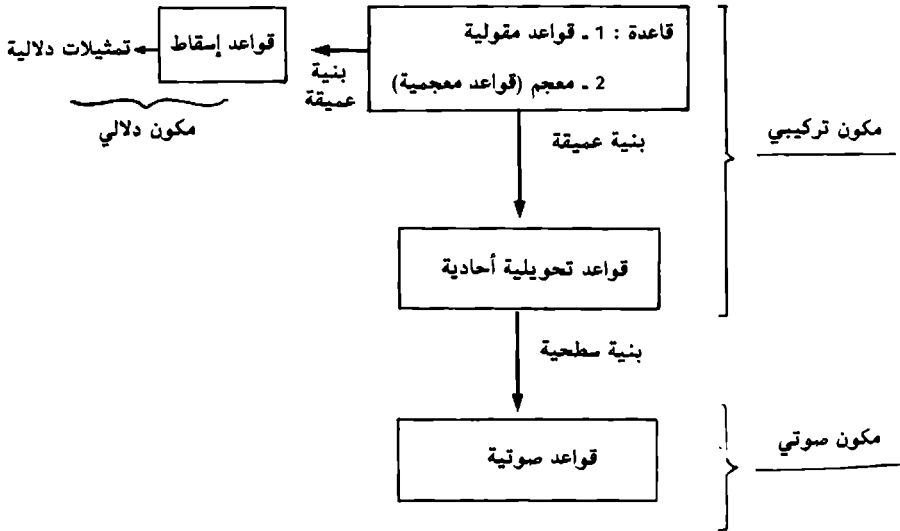 قاعدة : 1 ـ قواعد مقولية
2 ـ معجم (قواعد معجمية)
بنية
عميقة
قواعد إسقاط
تمثيلات دلالية
مكون دلالي
بنية عميقة
مكون تركيبي
قواعد تحويلية أحادية
بنية سطحية
قواعد صوتية
مكون صوتي